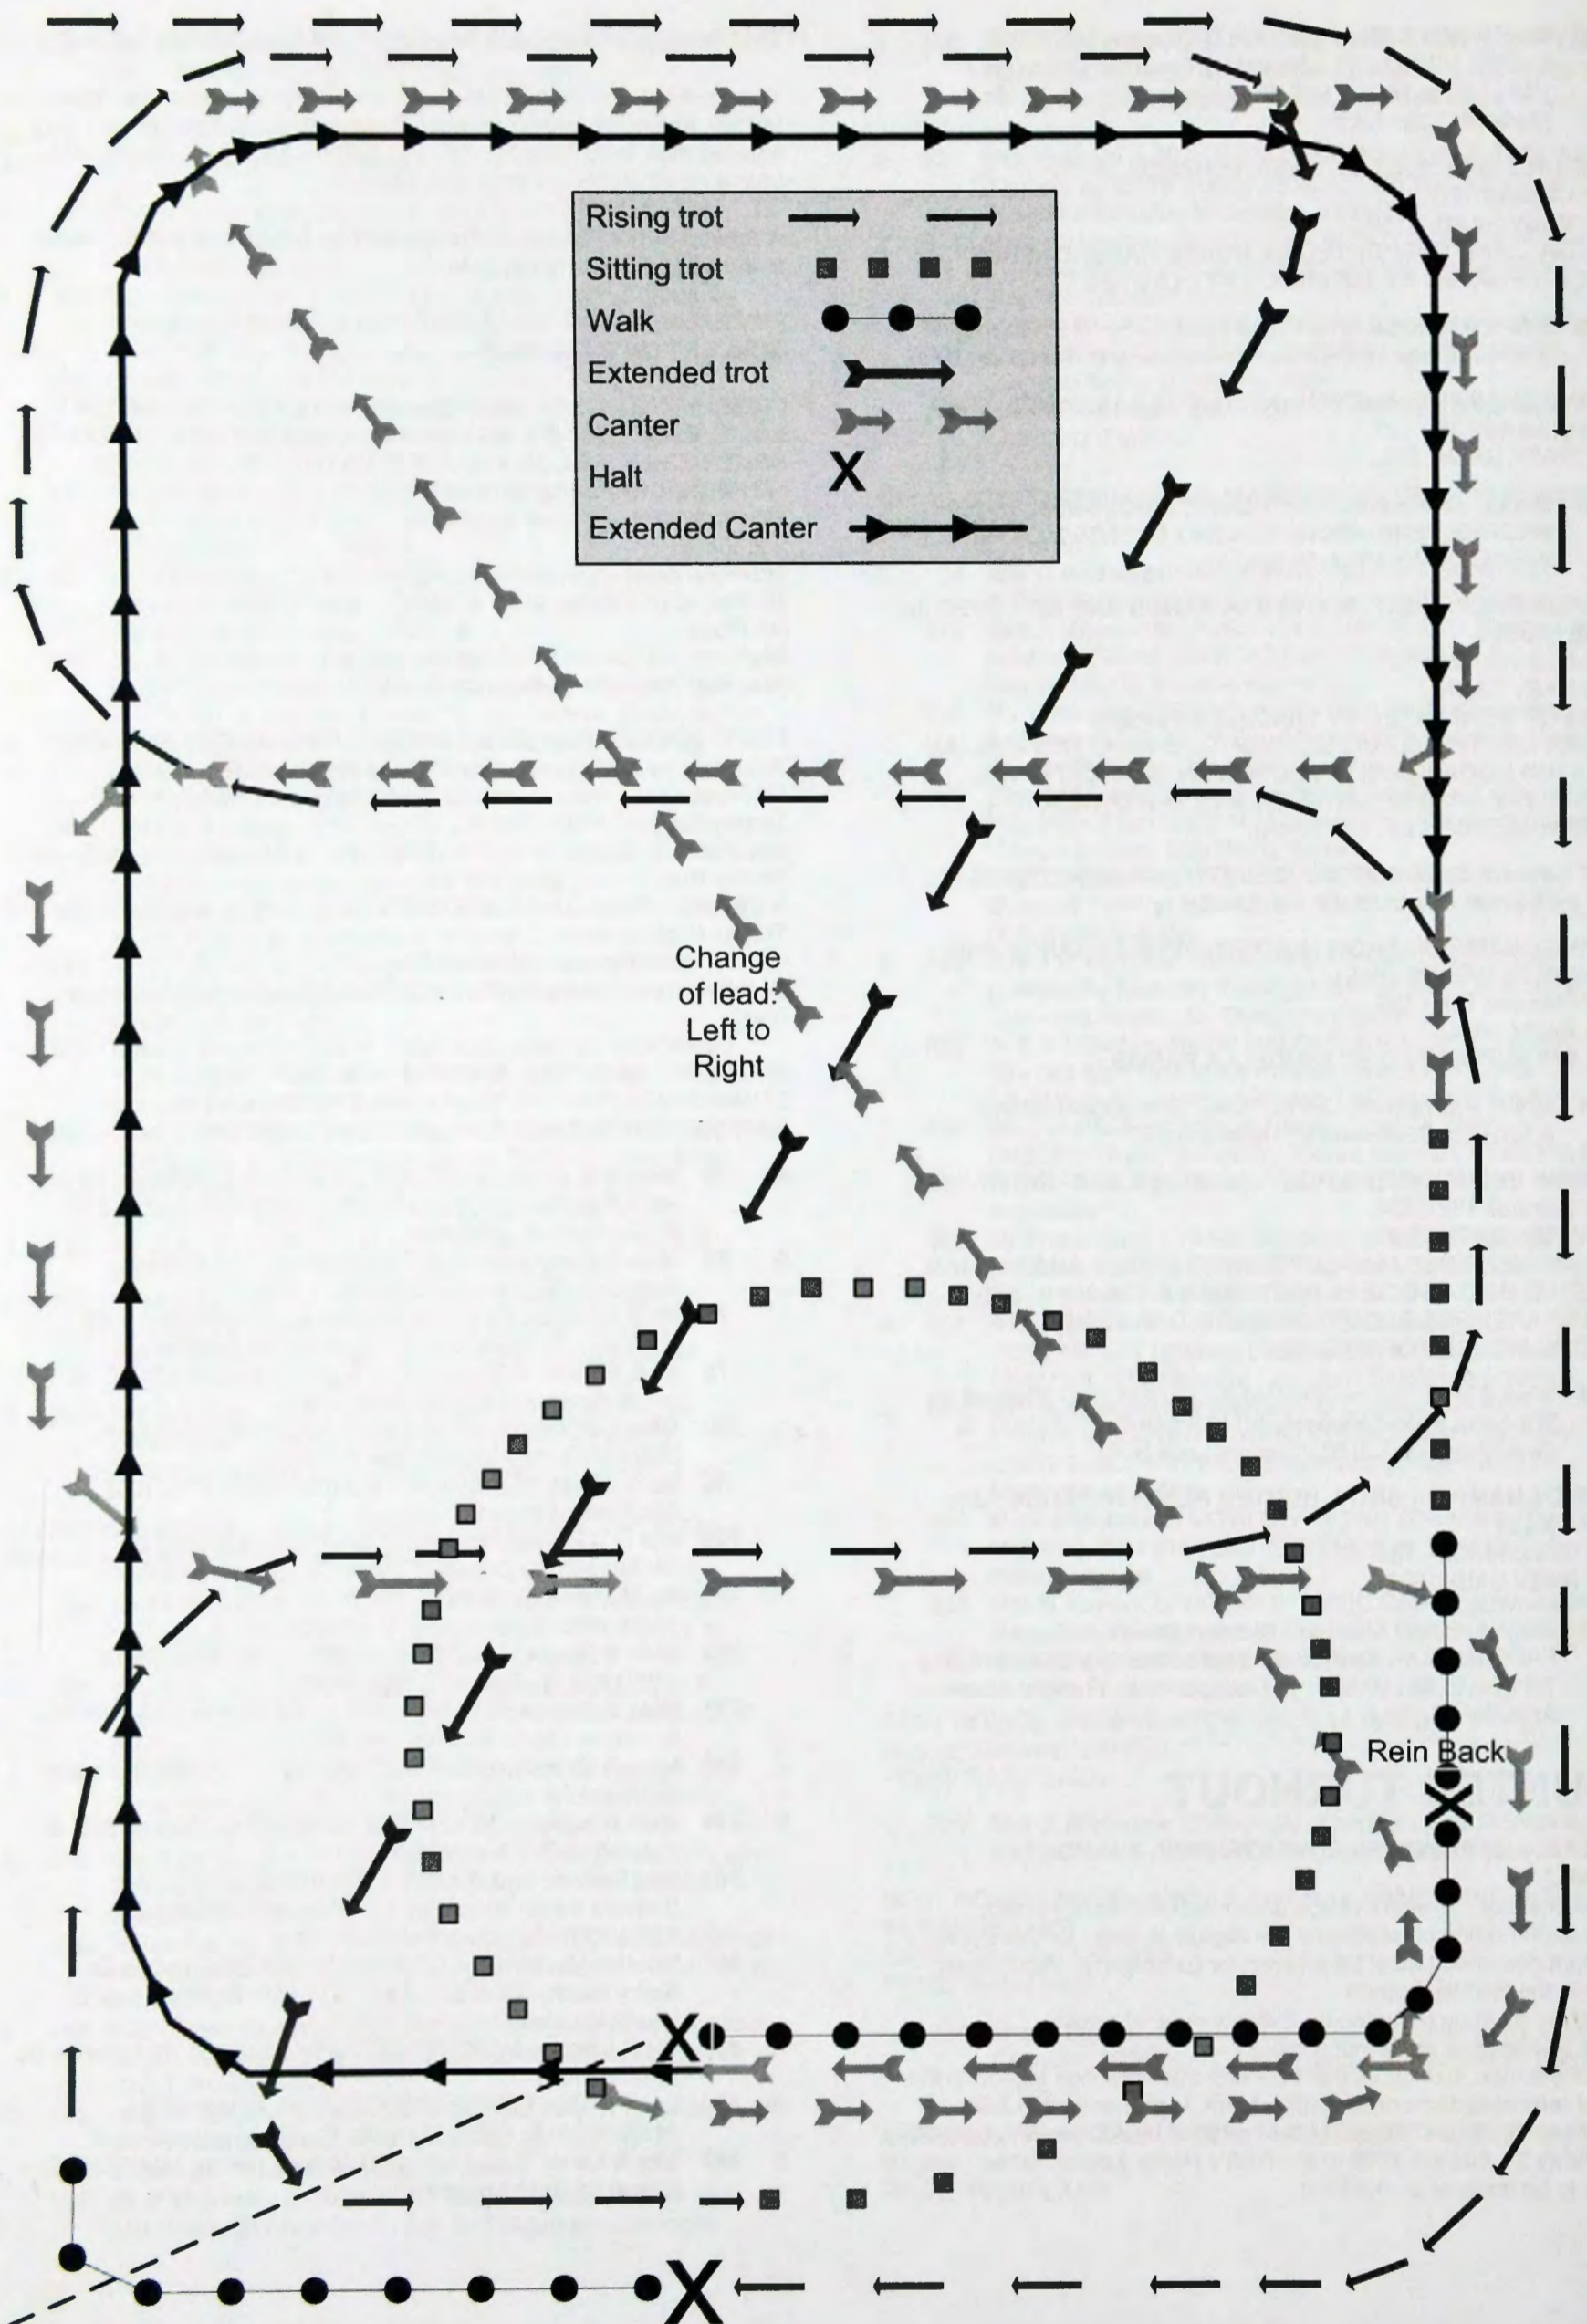 Rising trot
Sitting trot
Walk
Extended trot
Canter
Halt
X
Extended Canter
Change
of lead:
Left to
Right
Rein Back
X
X
X